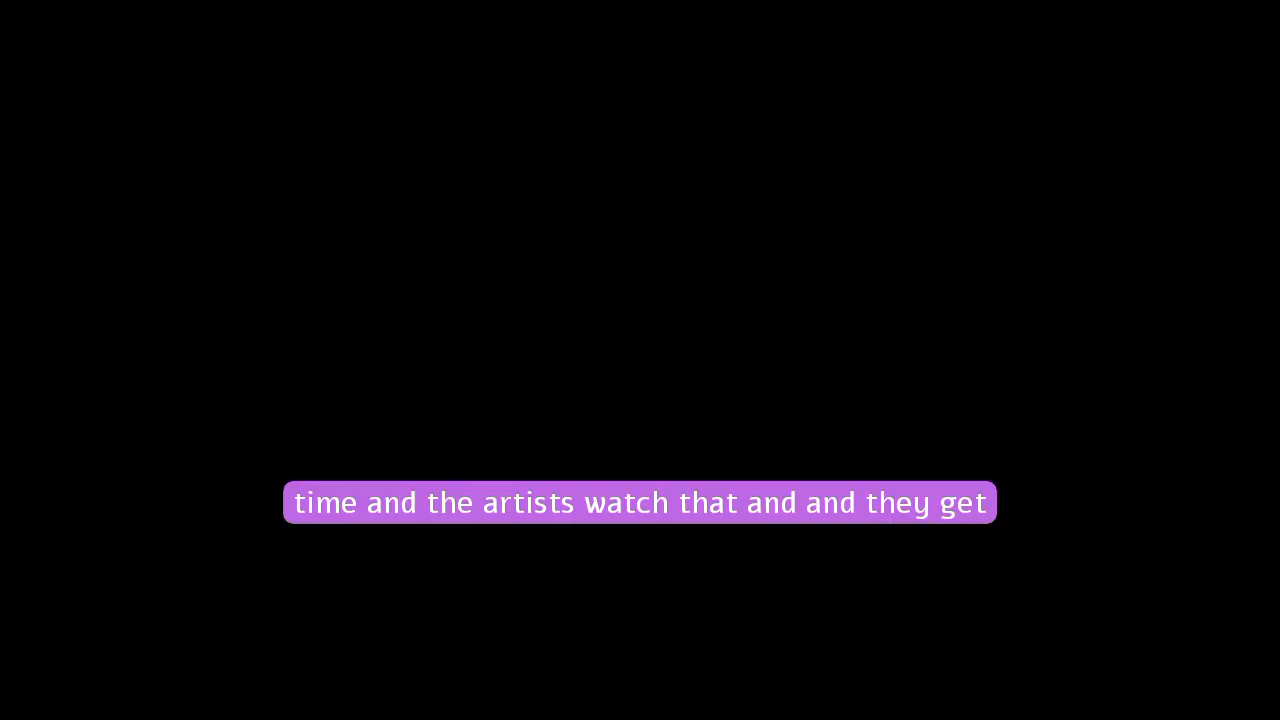 time and the artists watch that and and they get